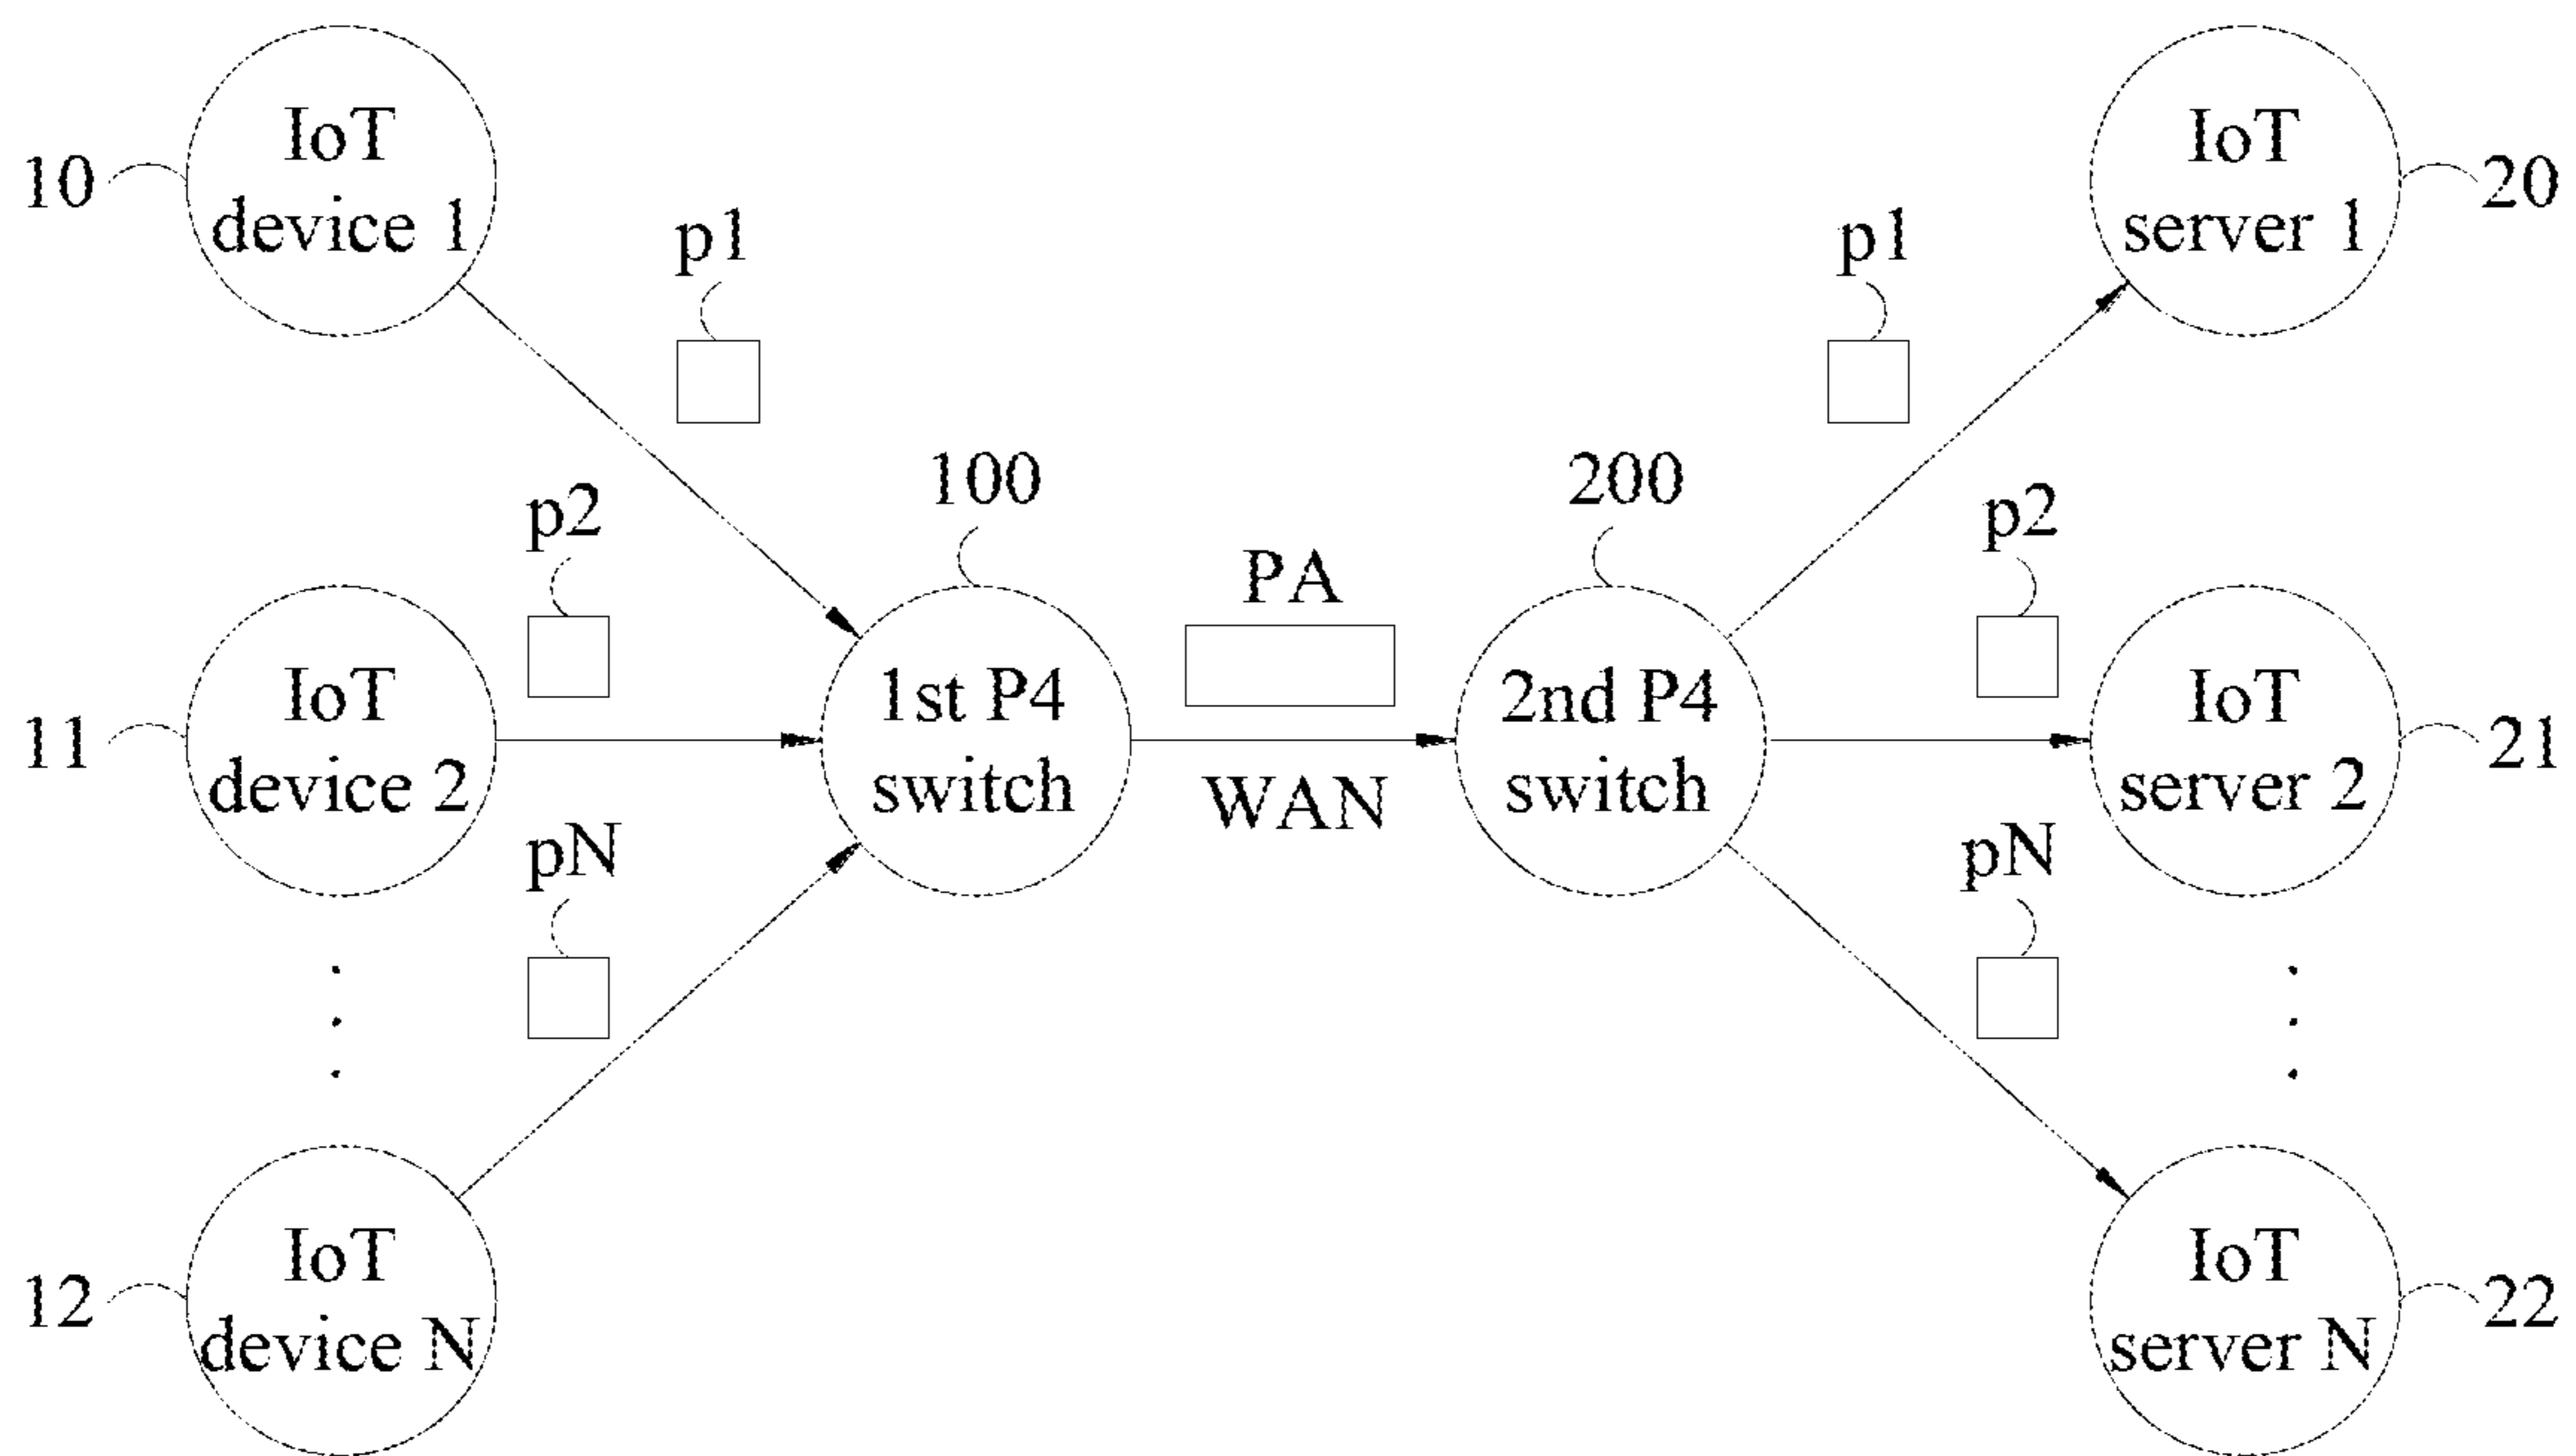 IoT
device 1
10
p1
p1
IoT
server 1
20
p2
100
200
p2
PA
IoT
device 2
11
1st P4
switch
WAN
2nd P4
switch
IoT
server 2
21
pN
pN
IoT
device N
12
IoT
server N
22